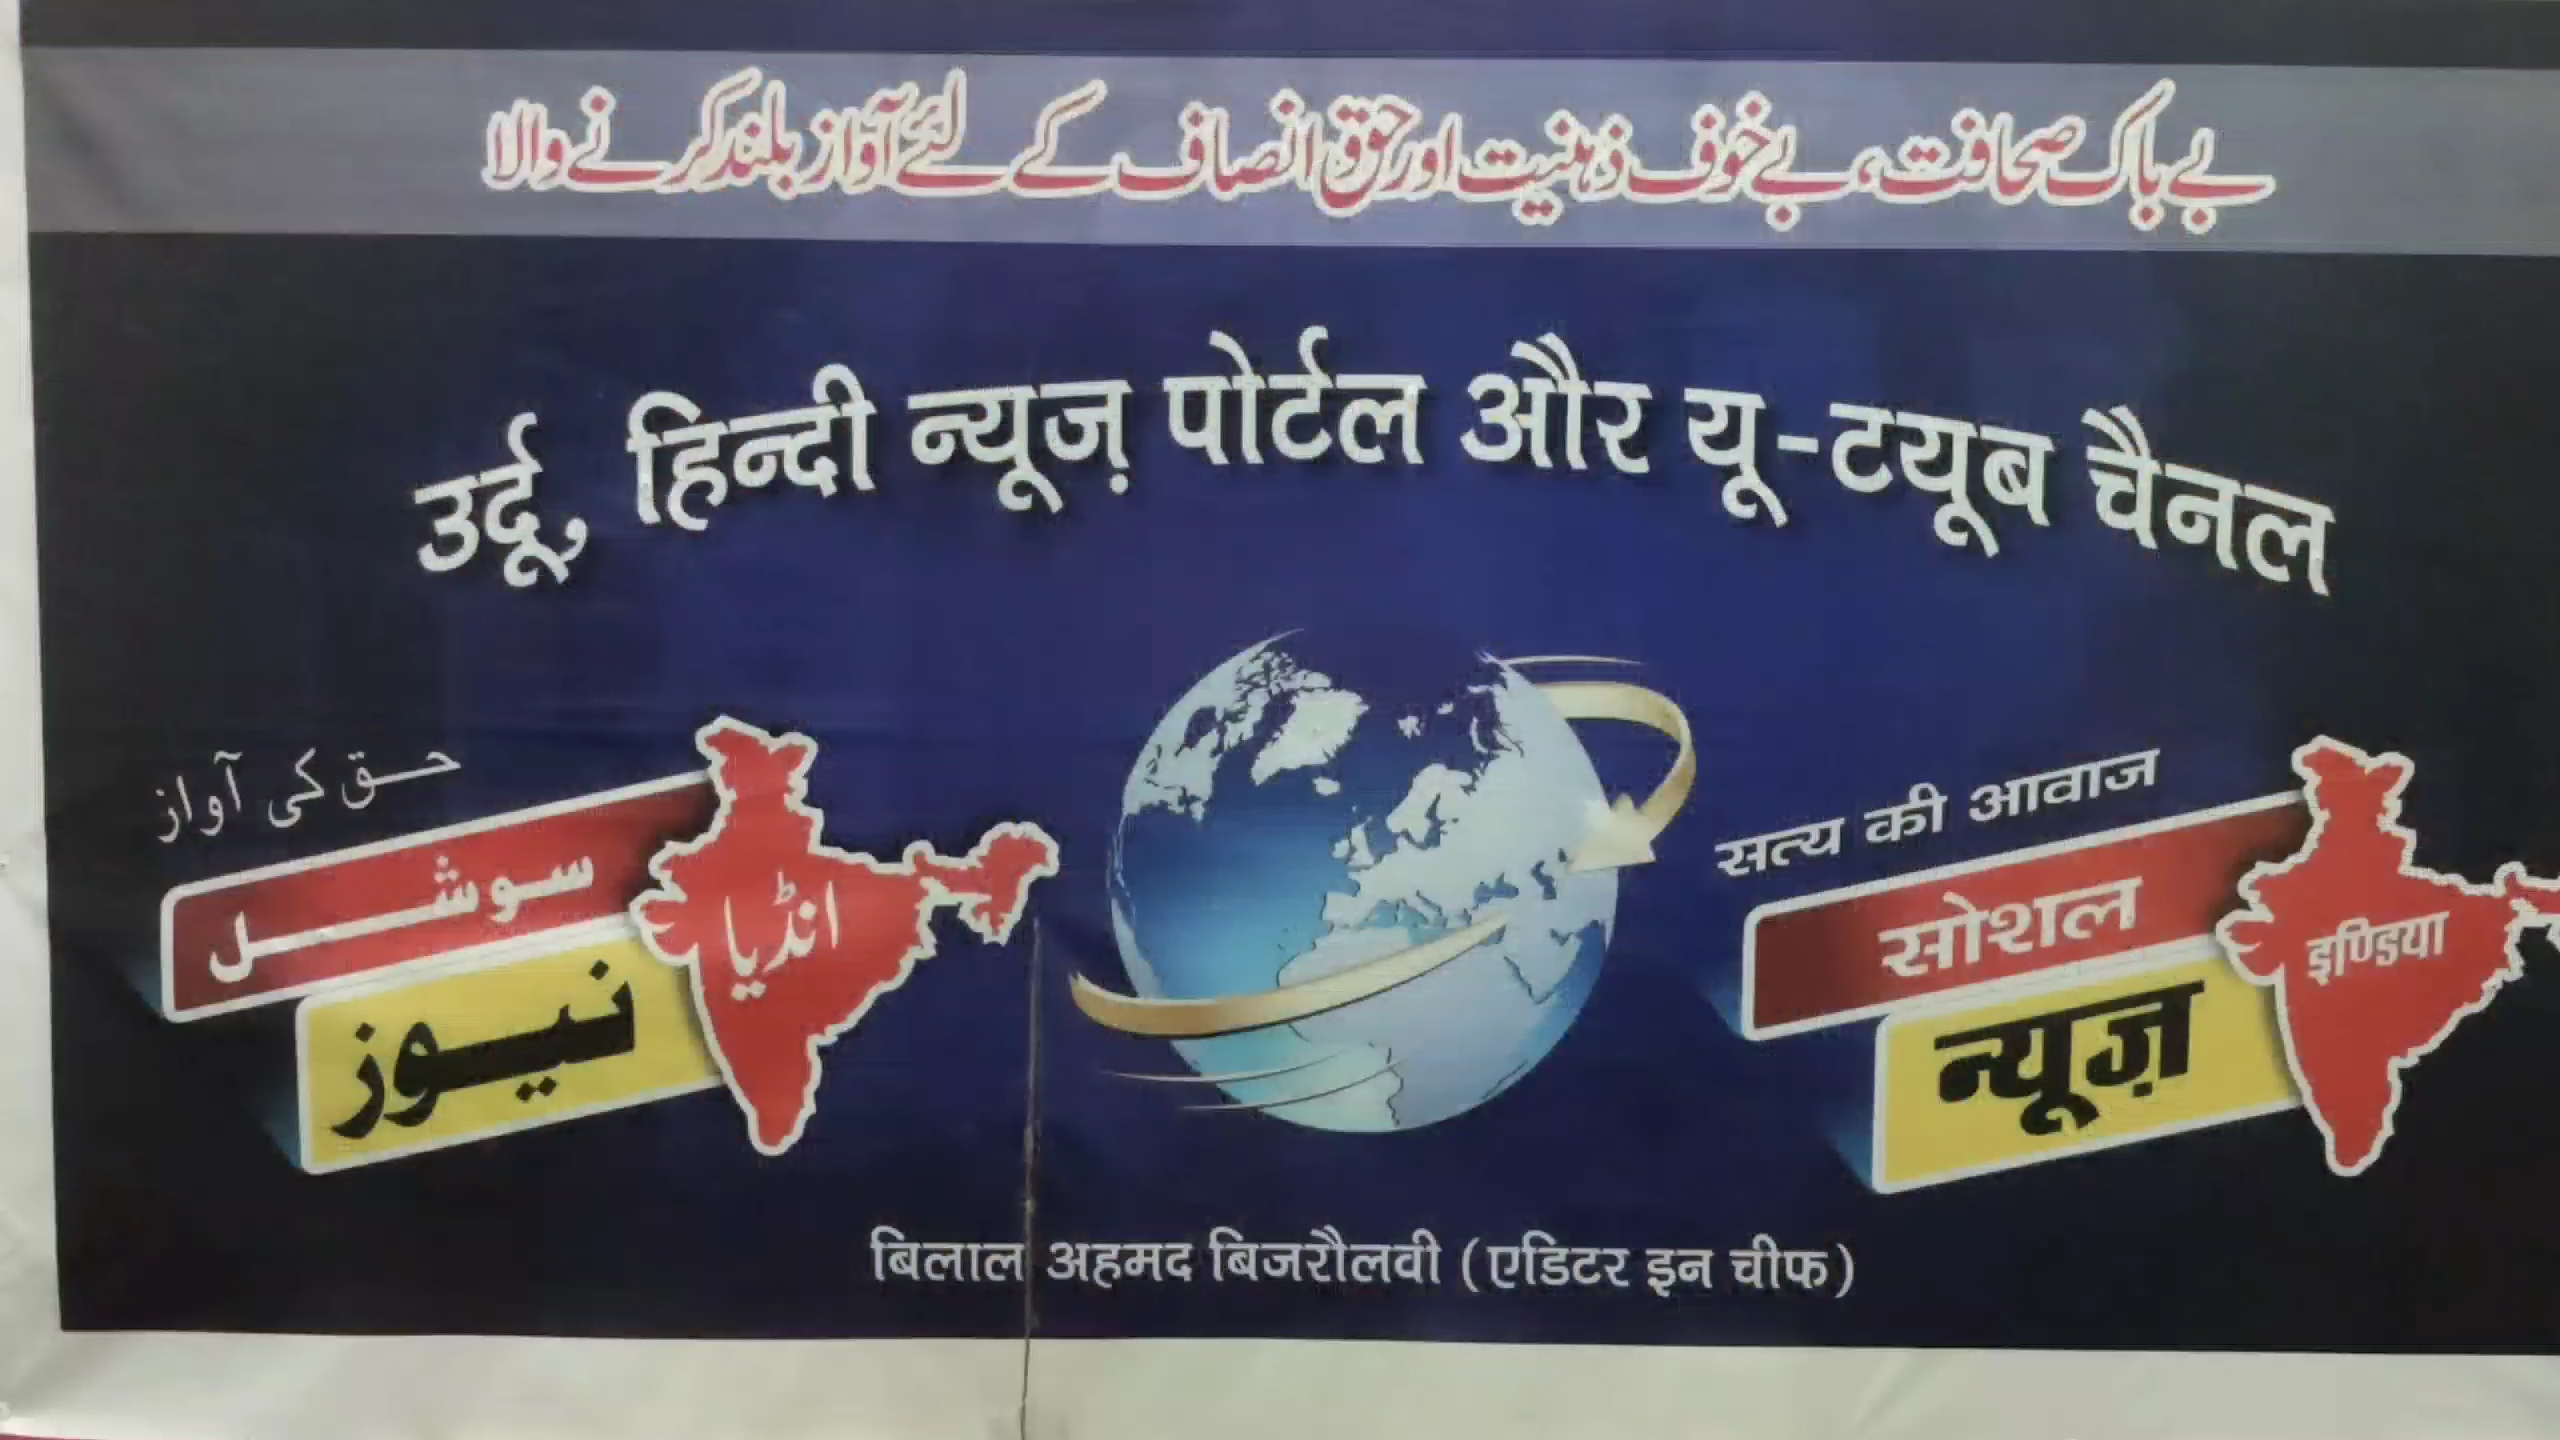 بے باک صحافت، بے خوف ذہنیت اور حق و انصاف کے لئے آواز بلند کرنے والا
उर्दू, हिन्दी न्यूज़ पोर्टल और यू-टयूब चैनल
حق کی آواز
سوشل
انڈیا
نیوز
सत्य की आवाज
सोशल
इण्डिया
न्यूज़
बिलाल अहमद बिजरौलवी (एडिटर इन चीफ)